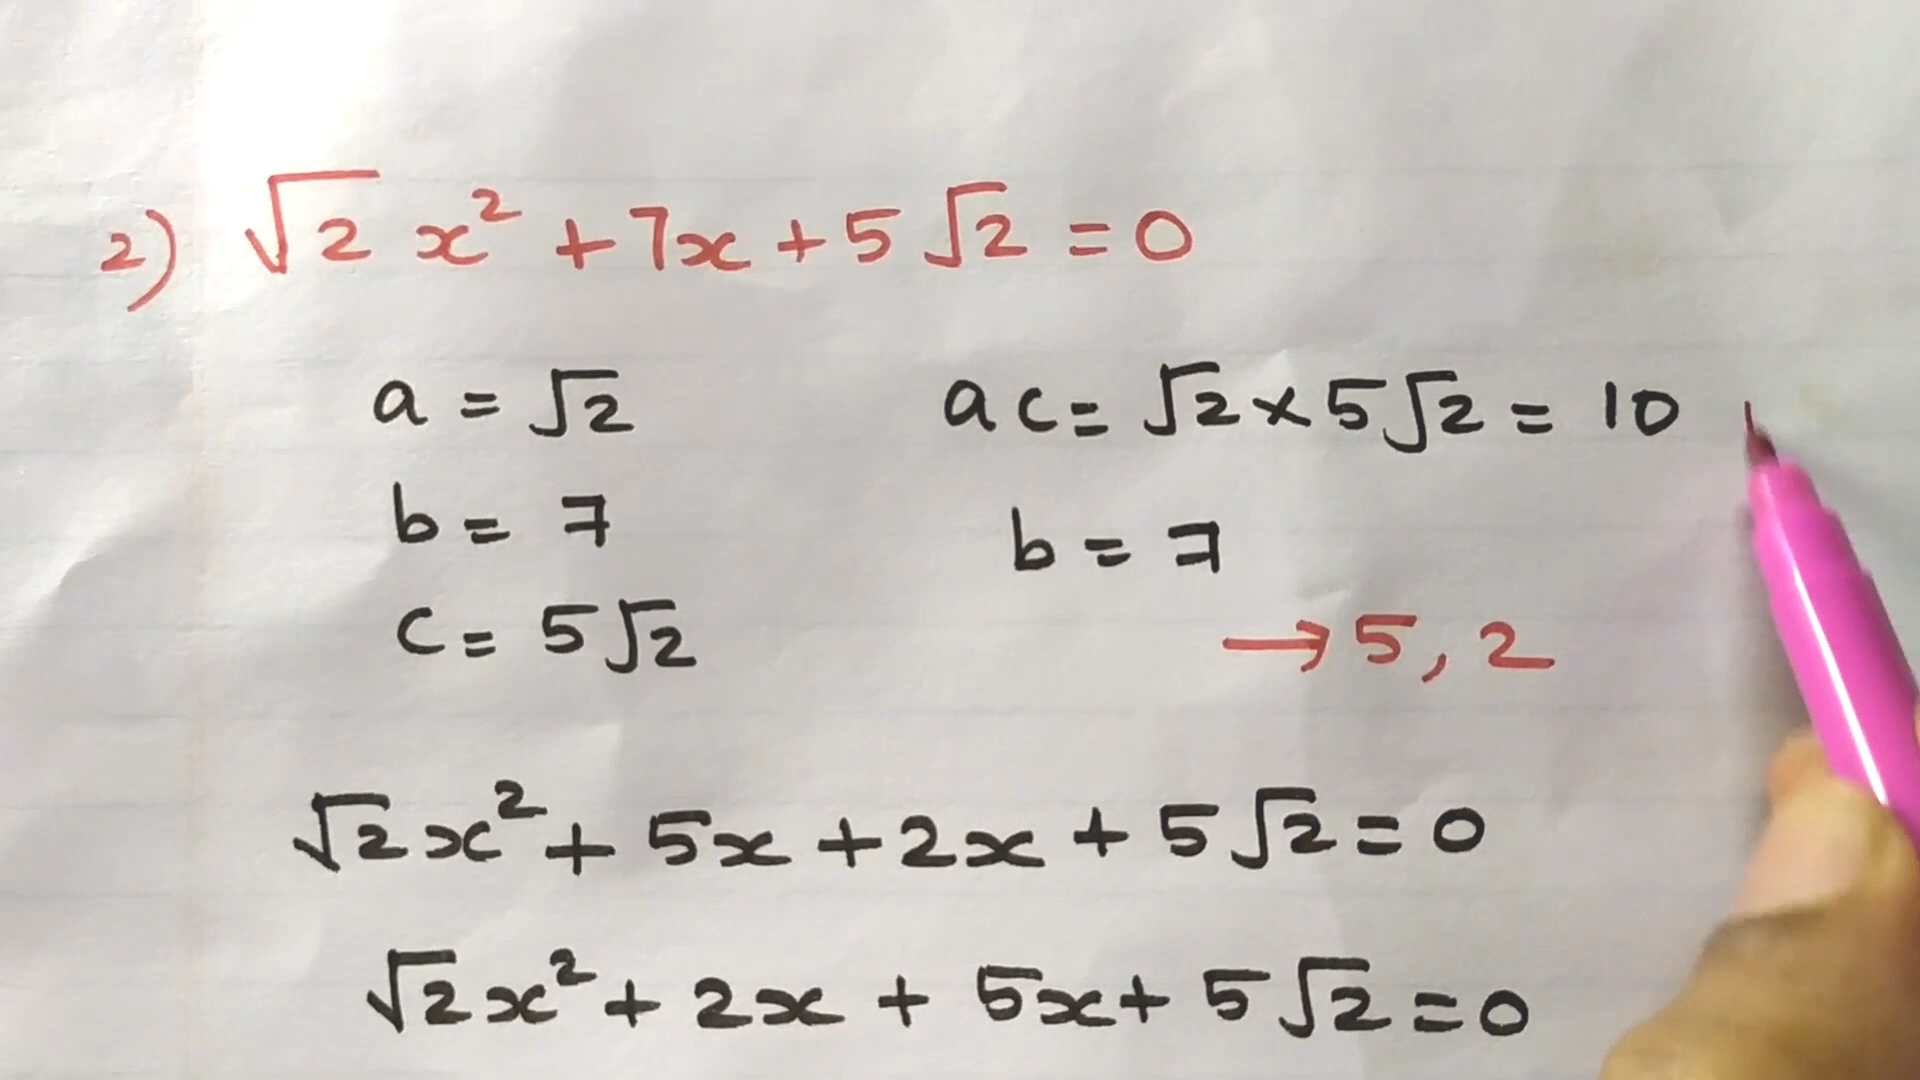 2) √2 x² + 7x + 5√2 = 0
a = √2
b = 7
c = 5√2
ac = √2 × 5√2 = 10
b = 7
→ 5, 2
√2x² + 5x + 2x + 5√2 = 0
√2x² + 2x + 5x + 5√2 = 0